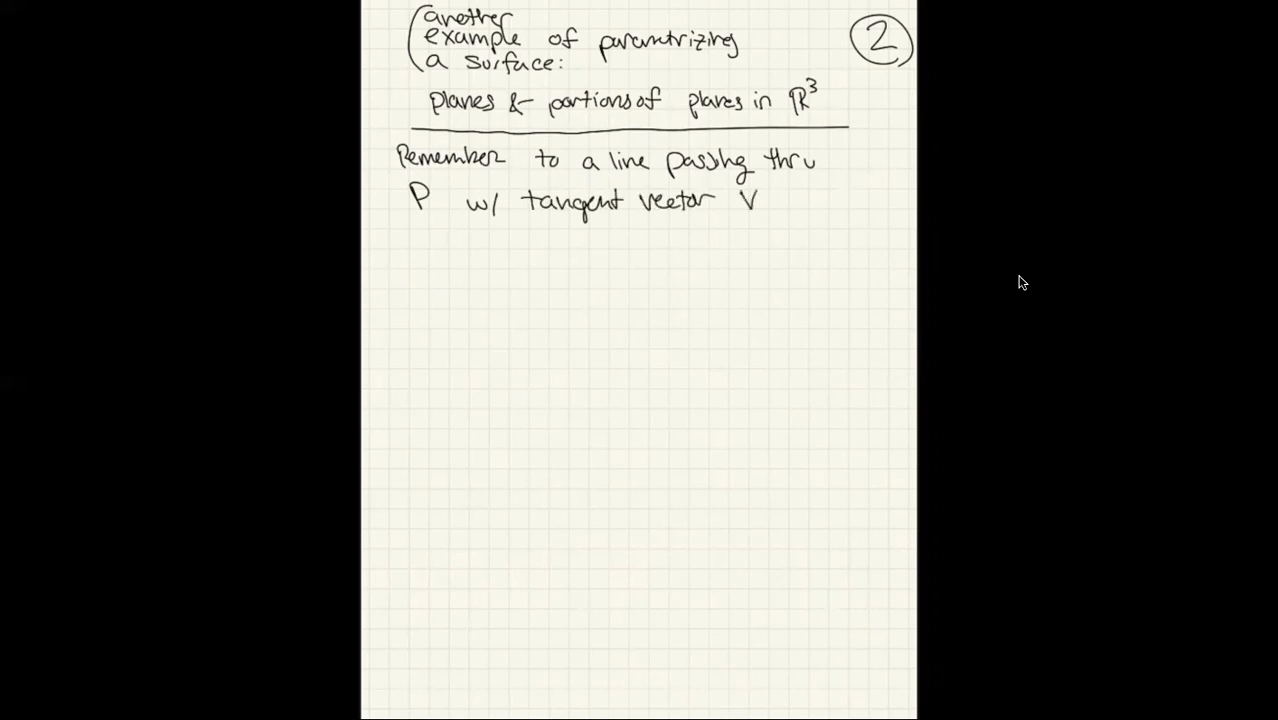 (another
example of parametrizing
a surface:
2
planes & portions of planes in ℝ³
Remember to a line passing thru
P w/ tangent vector V